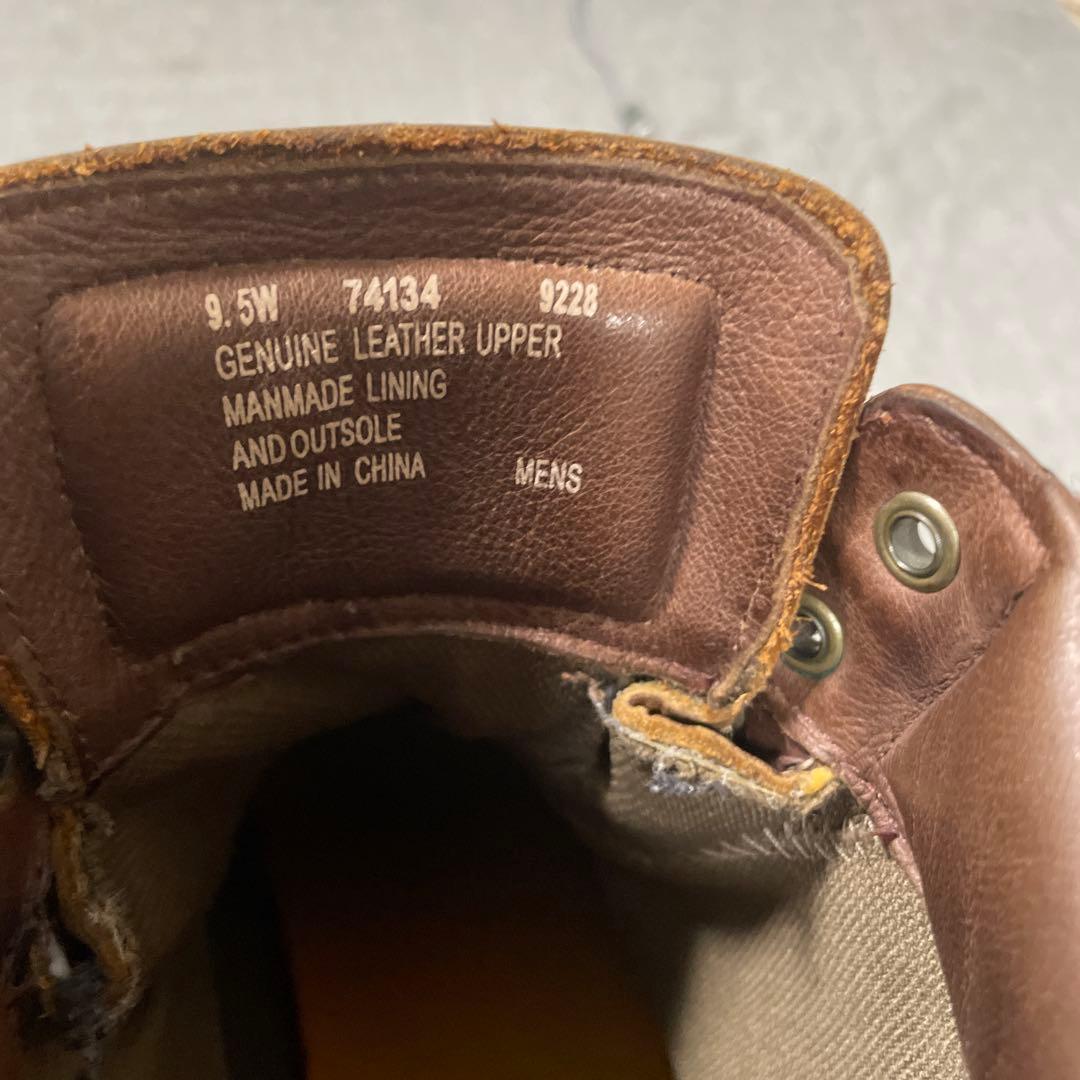 9.5W 74134 9228
GENUINE LEATHER UPPER
MANMADE LINING
AND OUTSOLE
MADE IN CHINA MENS